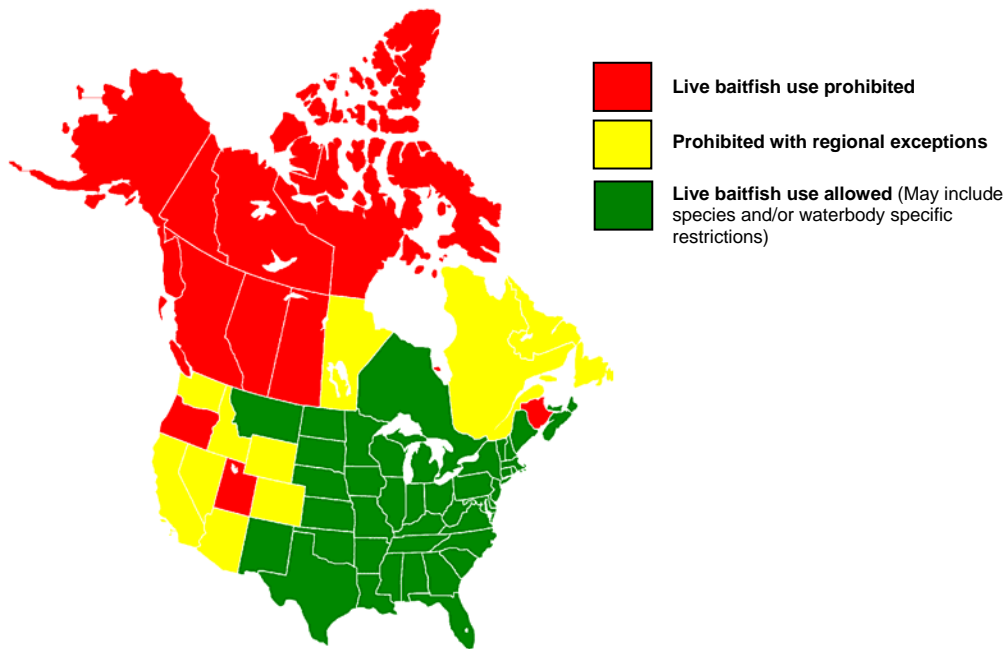 Live baitfish use prohibited
Prohibited with regional exceptions
Live baitfish use allowed (May include
species and/or waterbody specific
restrictions)